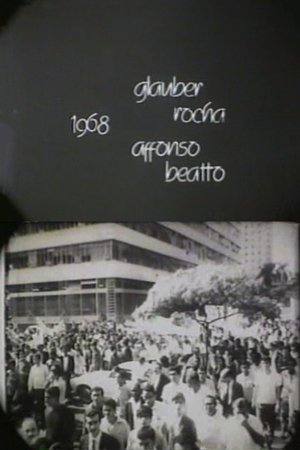 glauber
rocha
1968
affonso
beatto